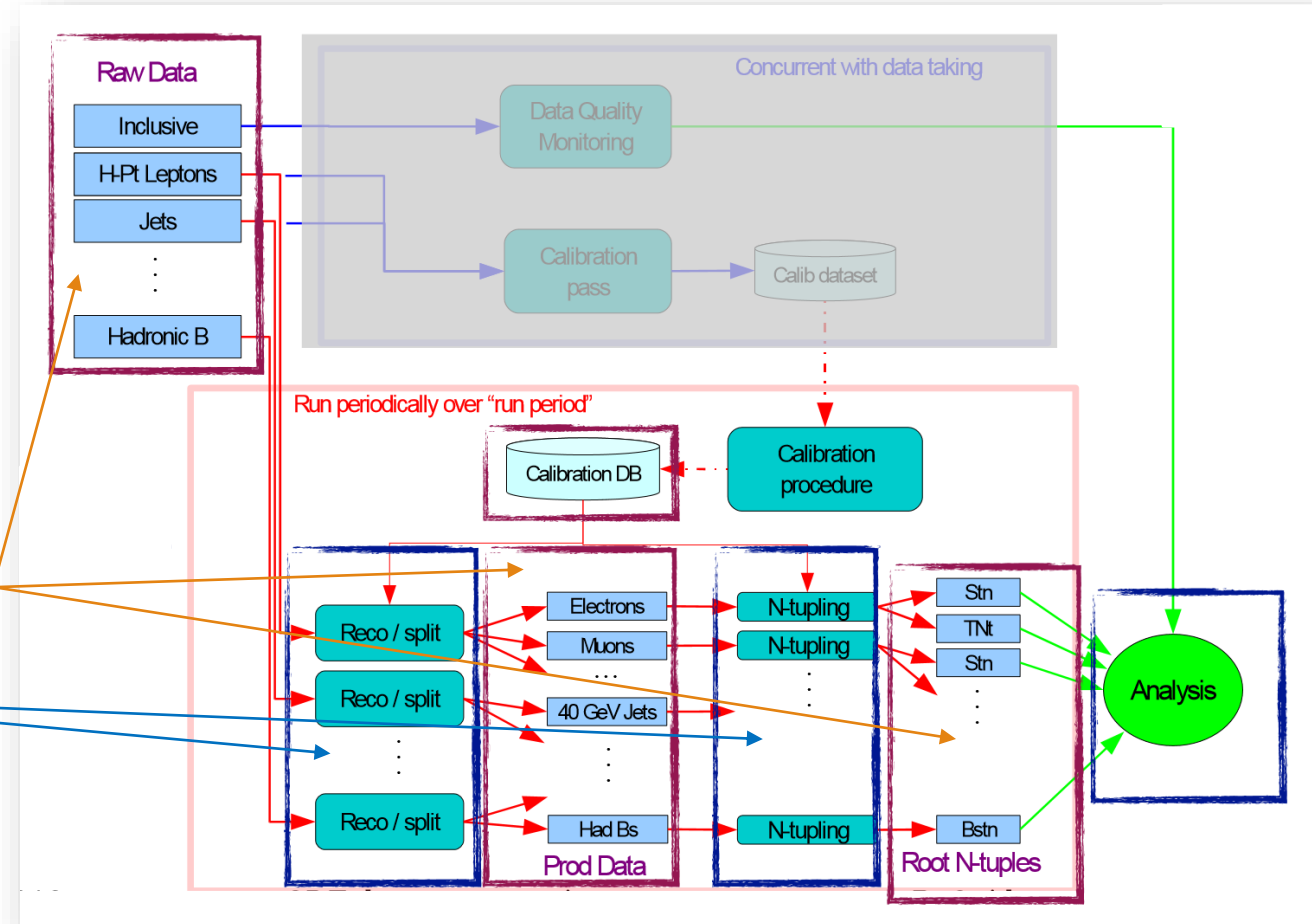 Raw Data
Inclusive
H-Pt Leptons
Jets
Hadronic B
Concurrent with data taking
Data Quality
Monitoring
Calibration
pass
Calib dataset
Run periodically over “run period”
Calibration DB
Calibration
procedure
Reco / split
Reco / split
Reco / split
Electrons
Muons
...
40 GeV Jets
Had Bs
Prod Data
N-tupling
N-tupling
N-tupling
Stn
TNt
Stn
Bstn
Root N-tuples
Analysis